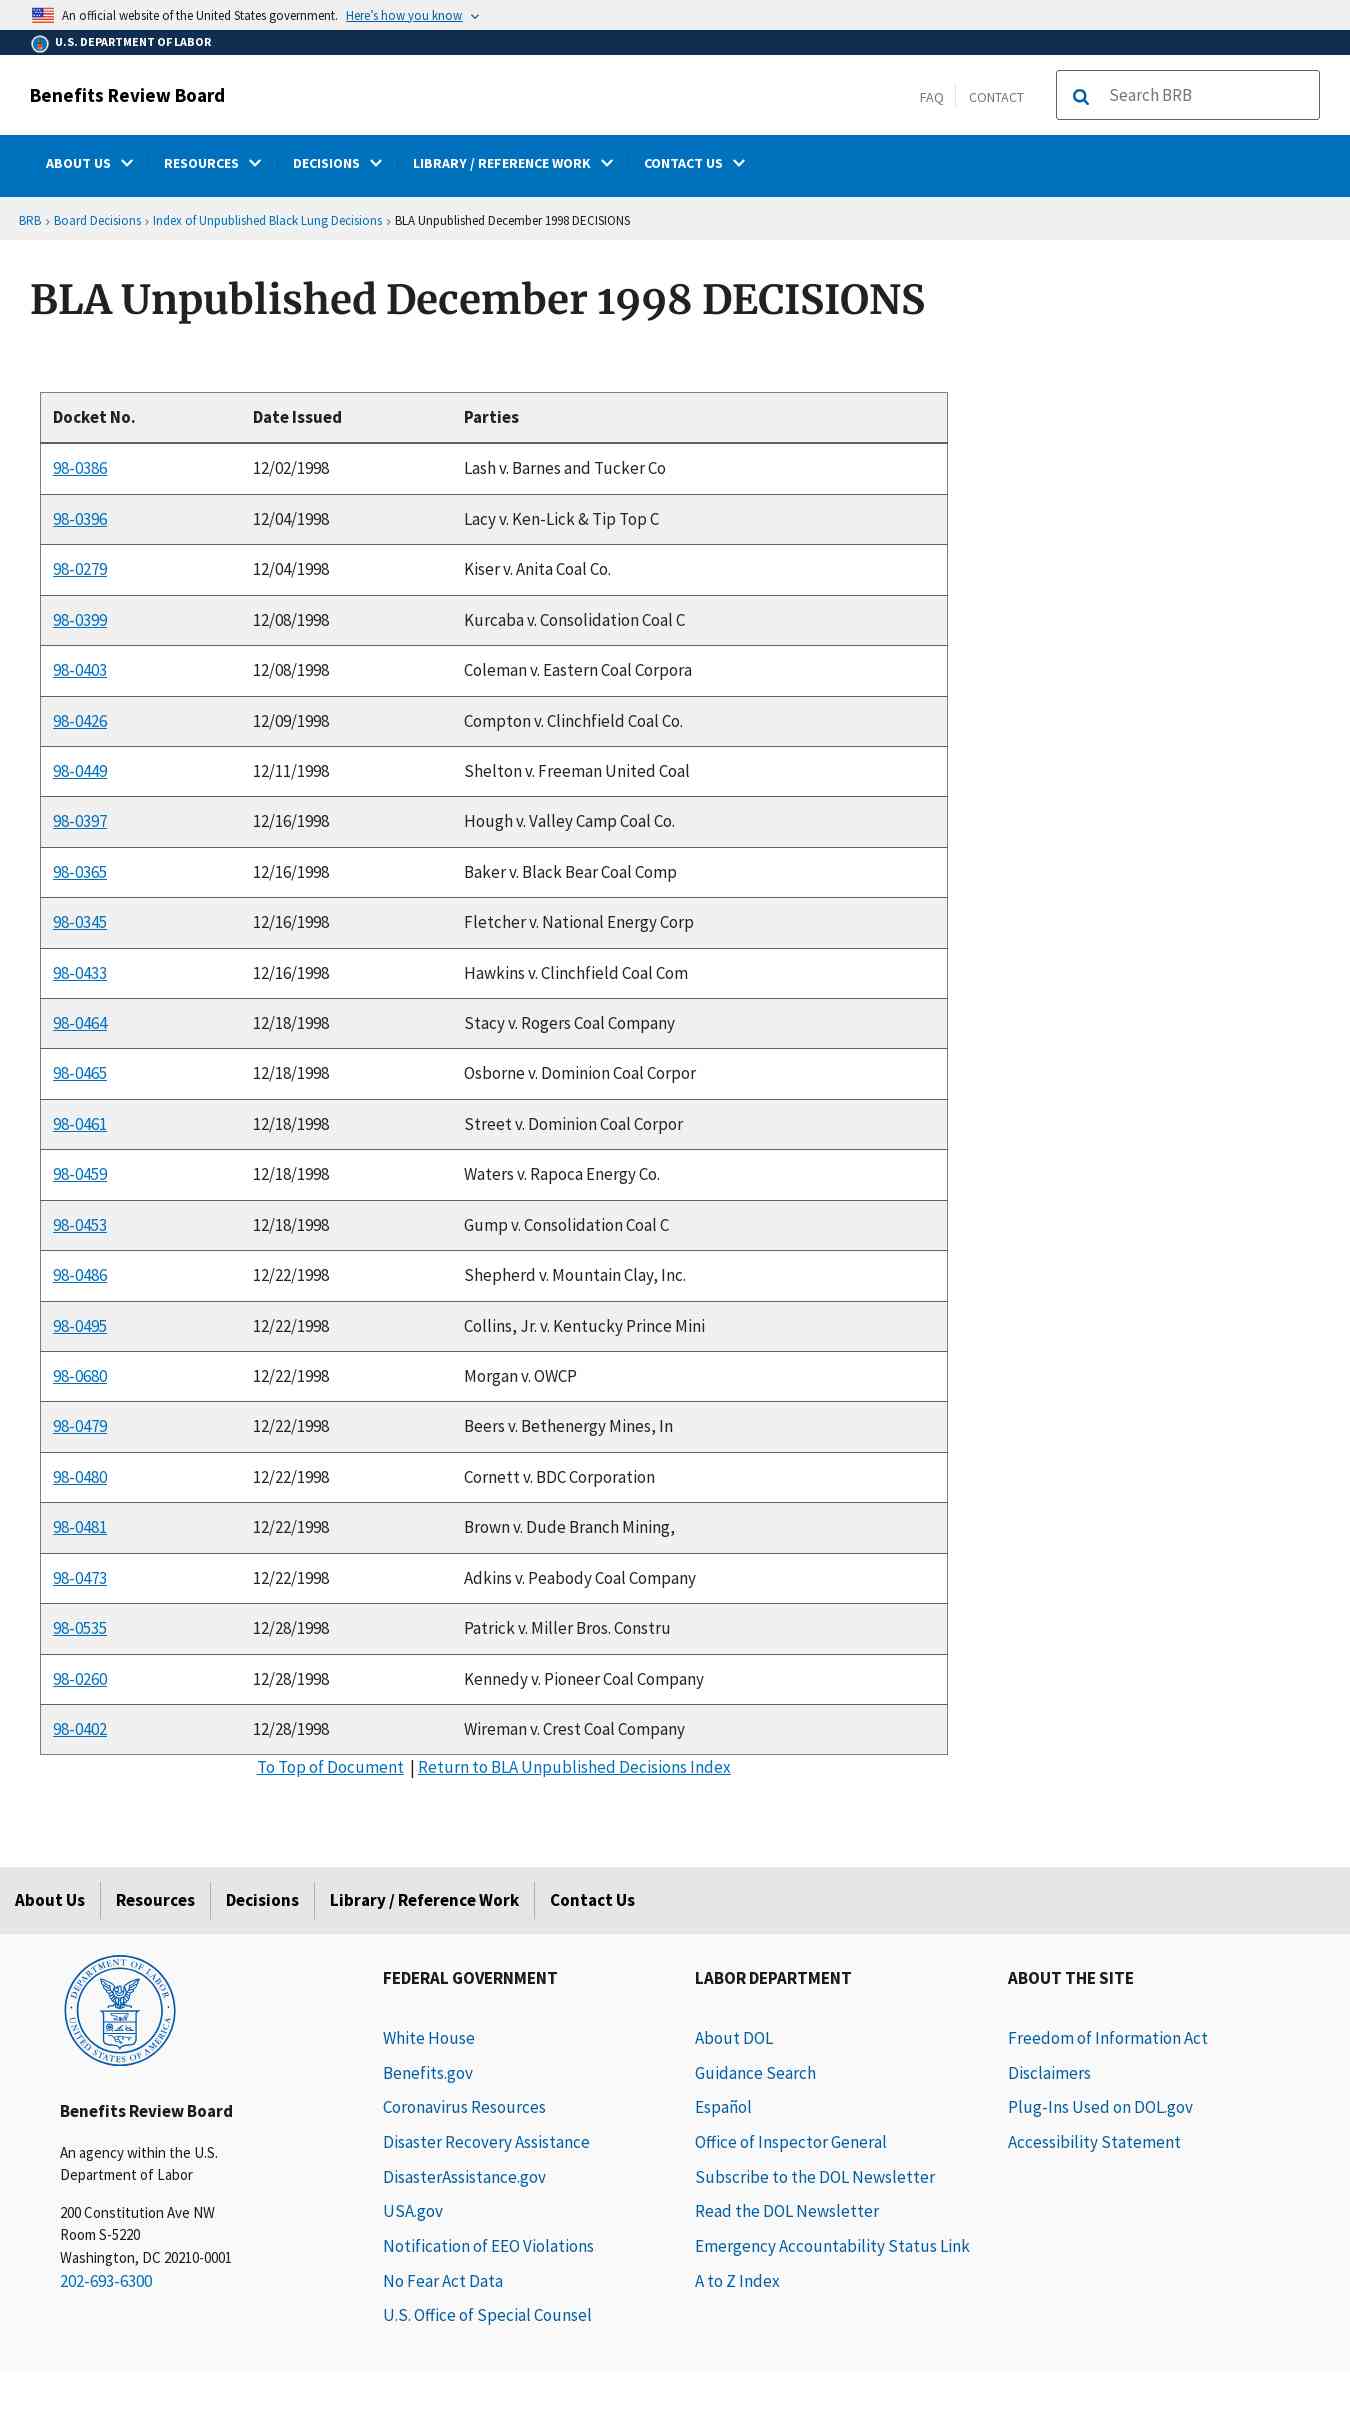 An official website of the United States government. Here's how you know
U.S. DEPARTMENT OF LABOR
Benefits Review Board
FAQ CONTACT Search BRB
ABOUT US RESOURCES DECISIONS LIBRARY / REFERENCE WORK CONTACT US
BRB › Board Decisions › Index of Unpublished Black Lung Decisions › BLA Unpublished December 1998 DECISIONS
BLA Unpublished December 1998 DECISIONS
Docket No. Date Issued Parties
98-0386 12/02/1998 Lash v. Barnes and Tucker Co
98-0396 12/04/1998 Lacy v. Ken-Lick & Tip Top C
98-0279 12/04/1998 Kiser v. Anita Coal Co.
98-0399 12/08/1998 Kurcaba v. Consolidation Coal C
98-0403 12/08/1998 Coleman v. Eastern Coal Corpora
98-0426 12/09/1998 Compton v. Clinchfield Coal Co.
98-0449 12/11/1998 Shelton v. Freeman United Coal
98-0397 12/16/1998 Hough v. Valley Camp Coal Co.
98-0365 12/16/1998 Baker v. Black Bear Coal Comp
98-0345 12/16/1998 Fletcher v. National Energy Corp
98-0433 12/16/1998 Hawkins v. Clinchfield Coal Com
98-0464 12/18/1998 Stacy v. Rogers Coal Company
98-0465 12/18/1998 Osborne v. Dominion Coal Corpor
98-0461 12/18/1998 Street v. Dominion Coal Corpor
98-0459 12/18/1998 Waters v. Rapoca Energy Co.
98-0453 12/18/1998 Gump v. Consolidation Coal C
98-0486 12/22/1998 Shepherd v. Mountain Clay, Inc.
98-0495 12/22/1998 Collins, Jr. v. Kentucky Prince Mini
98-0680 12/22/1998 Morgan v. OWCP
98-0479 12/22/1998 Beers v. Bethenergy Mines, In
98-0480 12/22/1998 Cornett v. BDC Corporation
98-0481 12/22/1998 Brown v. Dude Branch Mining,
98-0473 12/22/1998 Adkins v. Peabody Coal Company
98-0535 12/28/1998 Patrick v. Miller Bros. Constru
98-0260 12/28/1998 Kennedy v. Pioneer Coal Company
98-0402 12/28/1998 Wireman v. Crest Coal Company
To Top of Document | Return to BLA Unpublished Decisions Index
About Us Resources Decisions Library / Reference Work Contact Us
DEPARTMENT OF LABOR
UNITED STATES OF AMERICA
Benefits Review Board
An agency within the U.S.
Department of Labor
200 Constitution Ave NW
Room S-5220
Washington, DC 20210-0001
202-693-6300
FEDERAL GOVERNMENT
White House
Benefits.gov
Coronavirus Resources
Disaster Recovery Assistance
DisasterAssistance.gov
USA.gov
Notification of EEO Violations
No Fear Act Data
U.S. Office of Special Counsel
LABOR DEPARTMENT
About DOL
Guidance Search
Español
Office of Inspector General
Subscribe to the DOL Newsletter
Read the DOL Newsletter
Emergency Accountability Status Link
A to Z Index
ABOUT THE SITE
Freedom of Information Act
Disclaimers
Plug-Ins Used on DOL.gov
Accessibility Statement